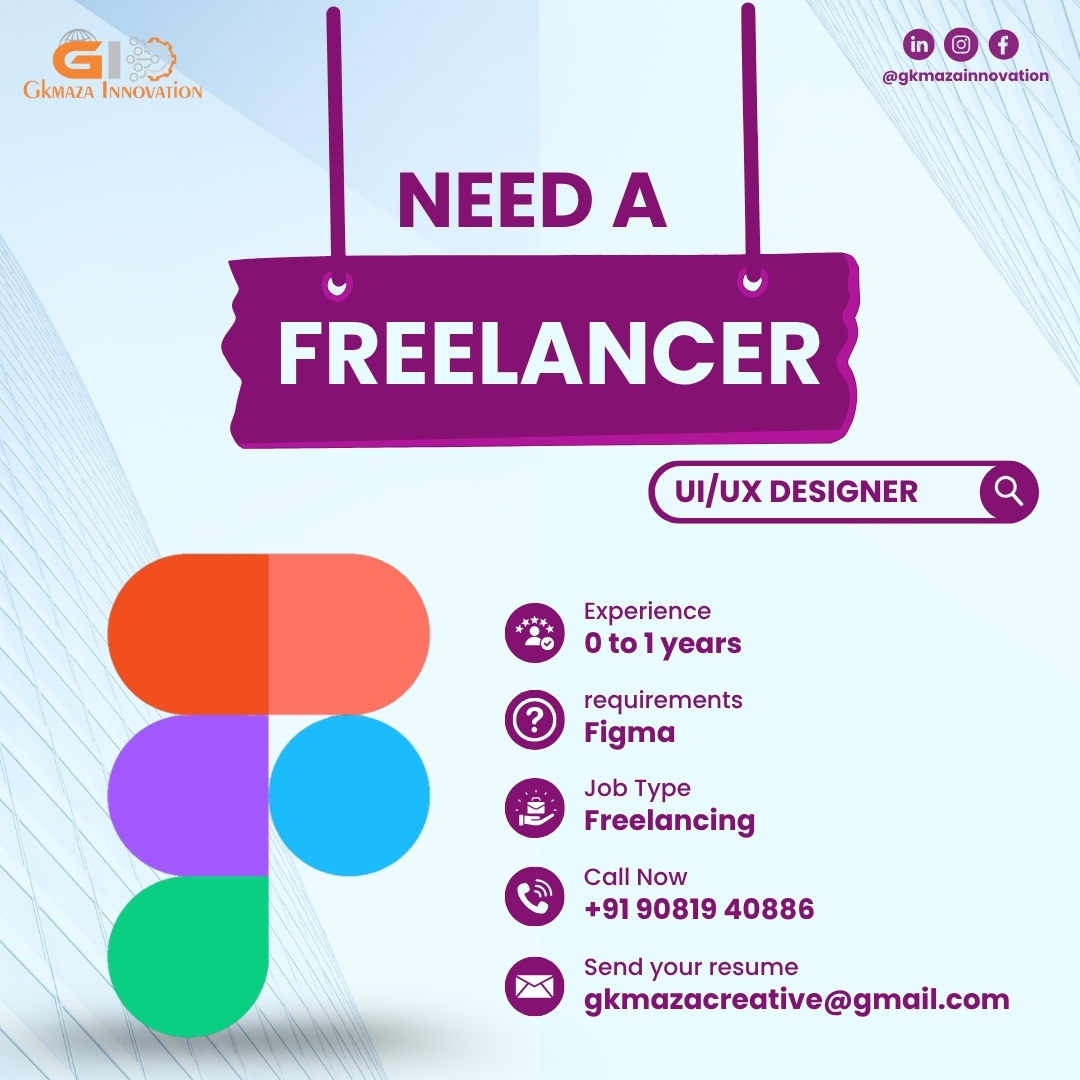 GI
GKMAZA INNOVATION
in
@gkmazainnovation
NEED A
FREELANCER
UI/UX DESIGNER
Experience
0 to 1 years
requirements
?
Figma
Job Type
Freelancing
Call Now
+91 90819 40886
Send your resume
gkmazacreative@gmail.com